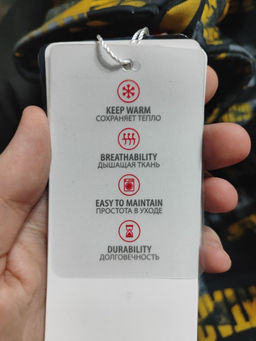 KEEP WARM
СОХРАНЯЕТ ТЕПЛО
BREATHABILITY
ДЫШАЩАЯ ТКАНЬ
EASY TO MAINTAIN
ПРОСТОТА В УХОДЕ
DURABILITY
ДОЛГОВЕЧНОСТЬ